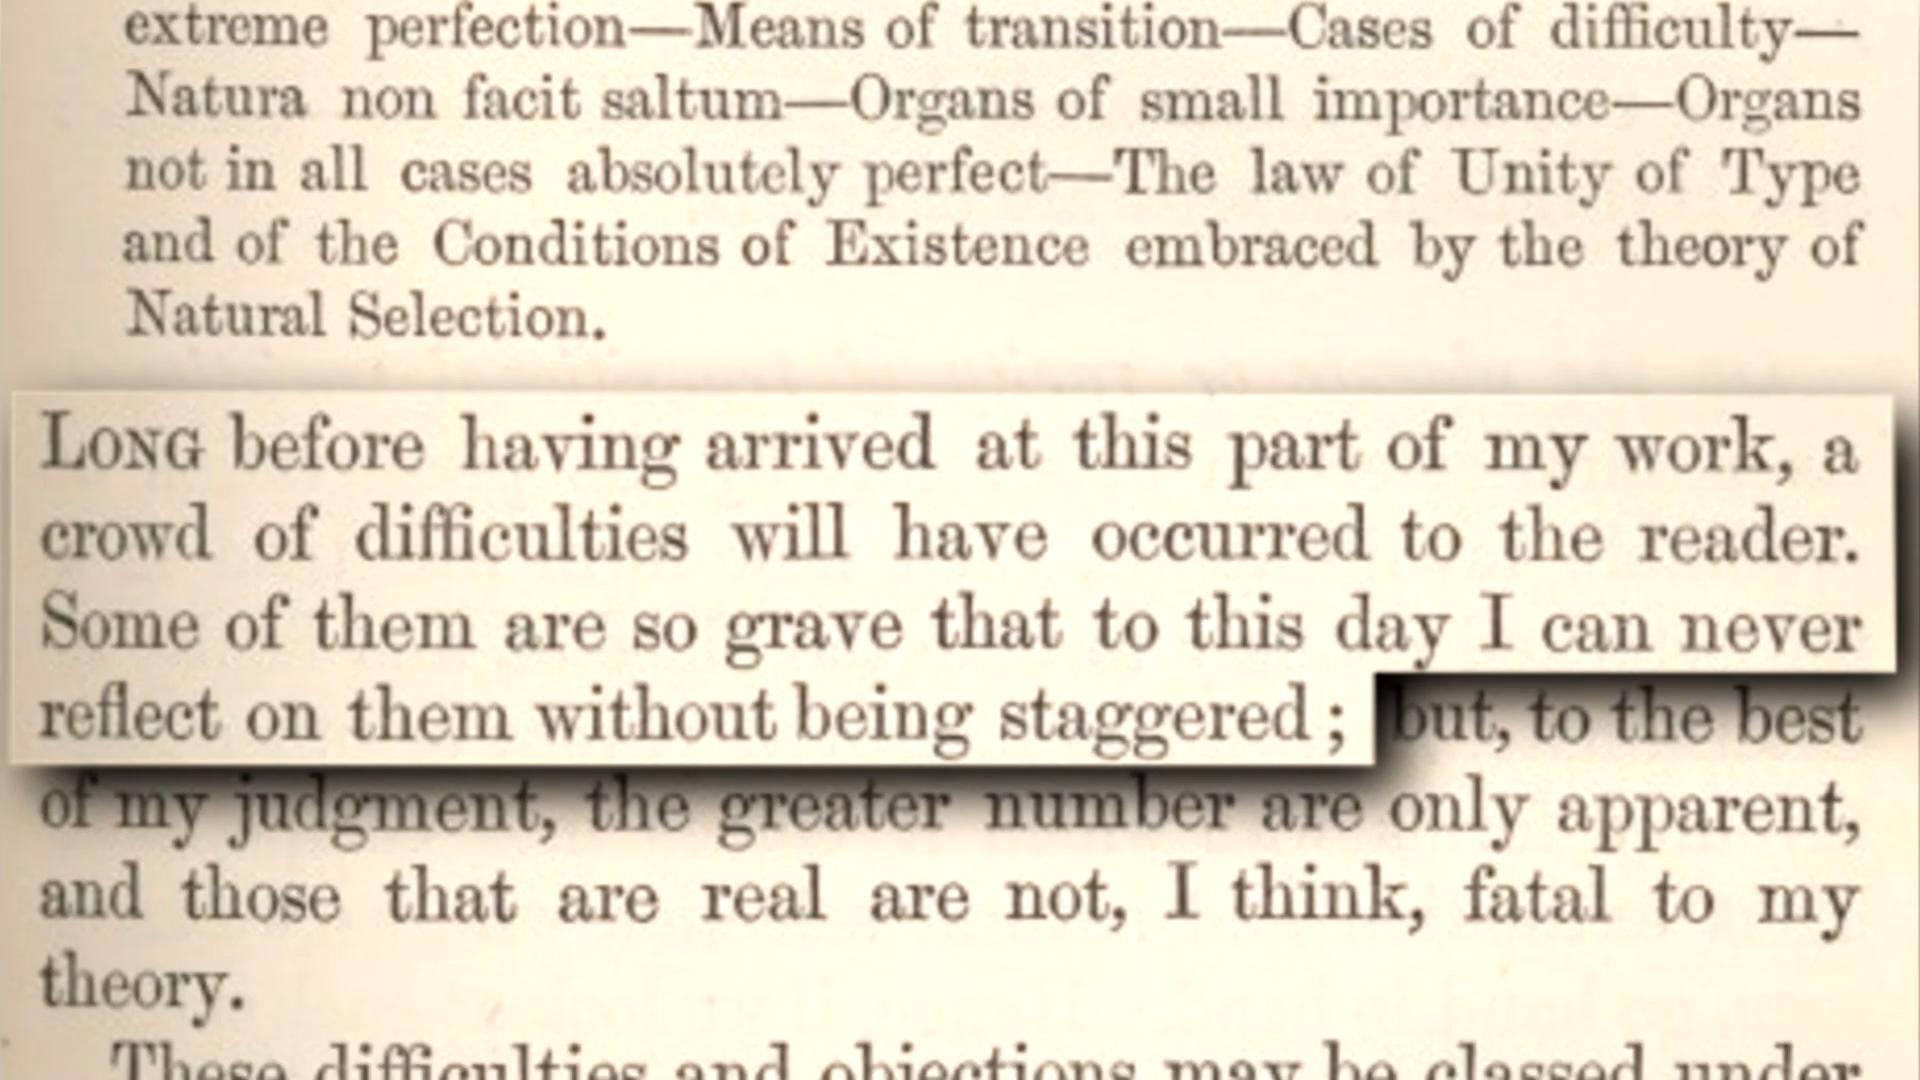 extreme perfection—Means of transition—Cases of difficulty—
Natura non facit saltum—Organs of small importance—Organs
not in all cases absolutely perfect—The law of Unity of Type
and of the Conditions of Existence embraced by the theory of
Natural Selection.
LONG before having arrived at this part of my work, a
crowd of difficulties will have occurred to the reader.
Some of them are so grave that to this day I can never
reflect on them without being staggered; but, to the best
of my judgment, the greater number are only apparent,
and those that are real are not, I think, fatal to my
theory.
These difficulties and objections may be classed under